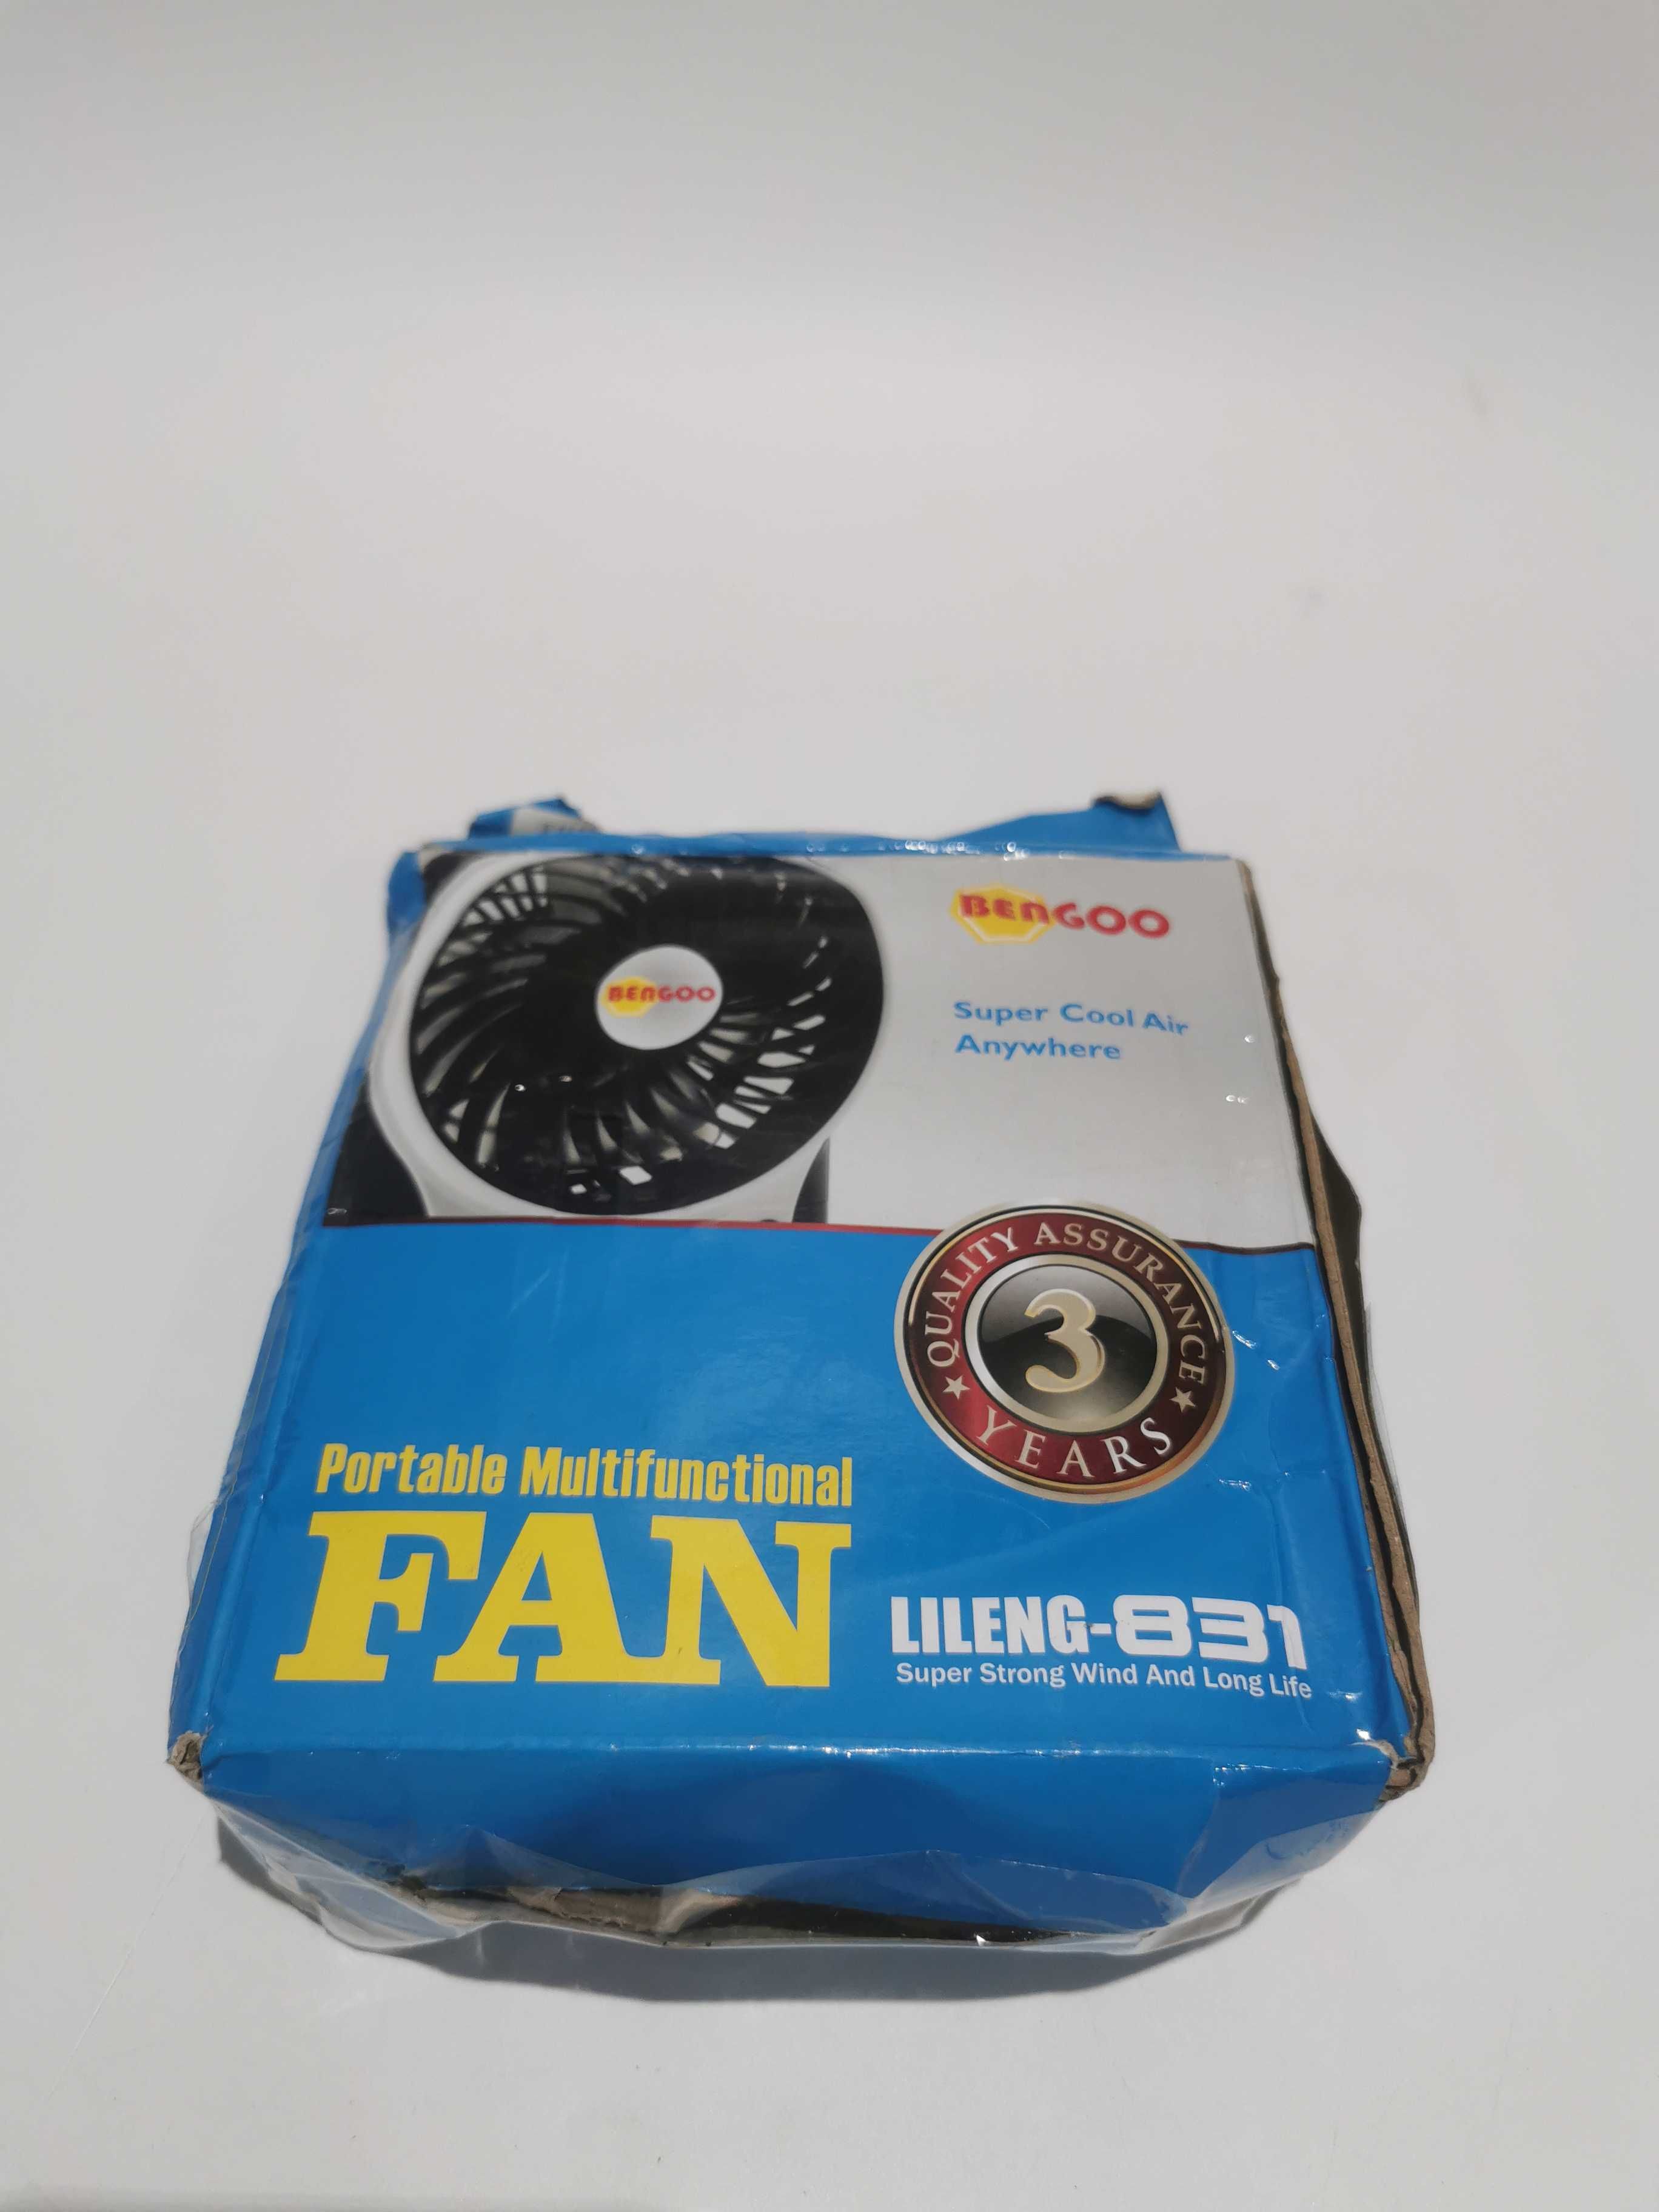 BENGOO
BENGOO
Super Cool Air
Anywhere
QUALITY ASSURANCE
3
YEARS
Portable Multifunctional
FAN
LILENG-831
Super Strong Wind And Long Life